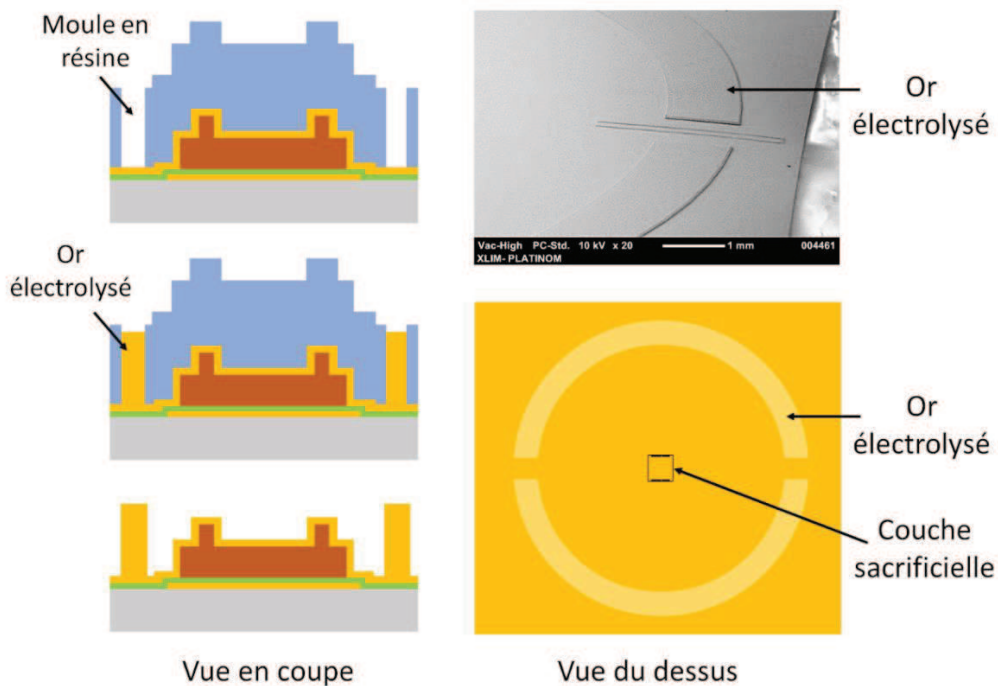 Moule en
résine
Or
électrolysé
Vac-High PC-Std. 10 kV x 20 1 mm 004461
XLIM- PLATINOM
Or
électrolysé
Or
électrolysé
Couche
sacrificielle
Vue en coupe
Vue du dessus